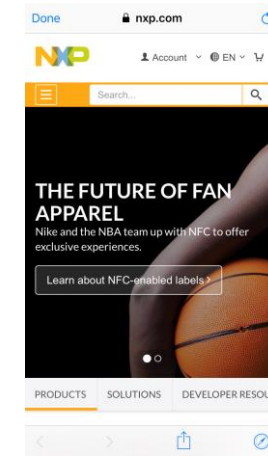 Done nxp.com
NXP
Account EN
Search...
THE FUTURE OF FAN
APPAREL
Nike and the NBA team up with NFC to offer
exclusive experiences.
Learn about NFC-enabled labels >
PRODUCTS SOLUTIONS DEVELOPER RESOU